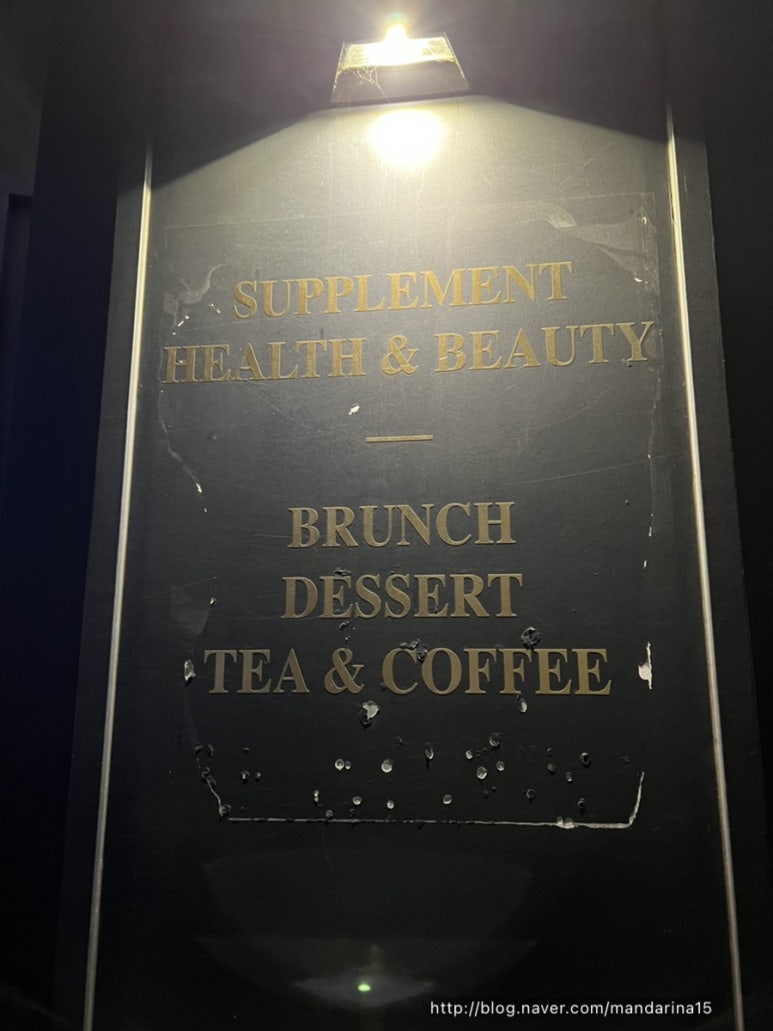 SUPPLEMENT
HEALTH & BEAUTY
BRUNCH
DESSERT
TEA & COFFEE
http://blog.naver.com/mandarina15